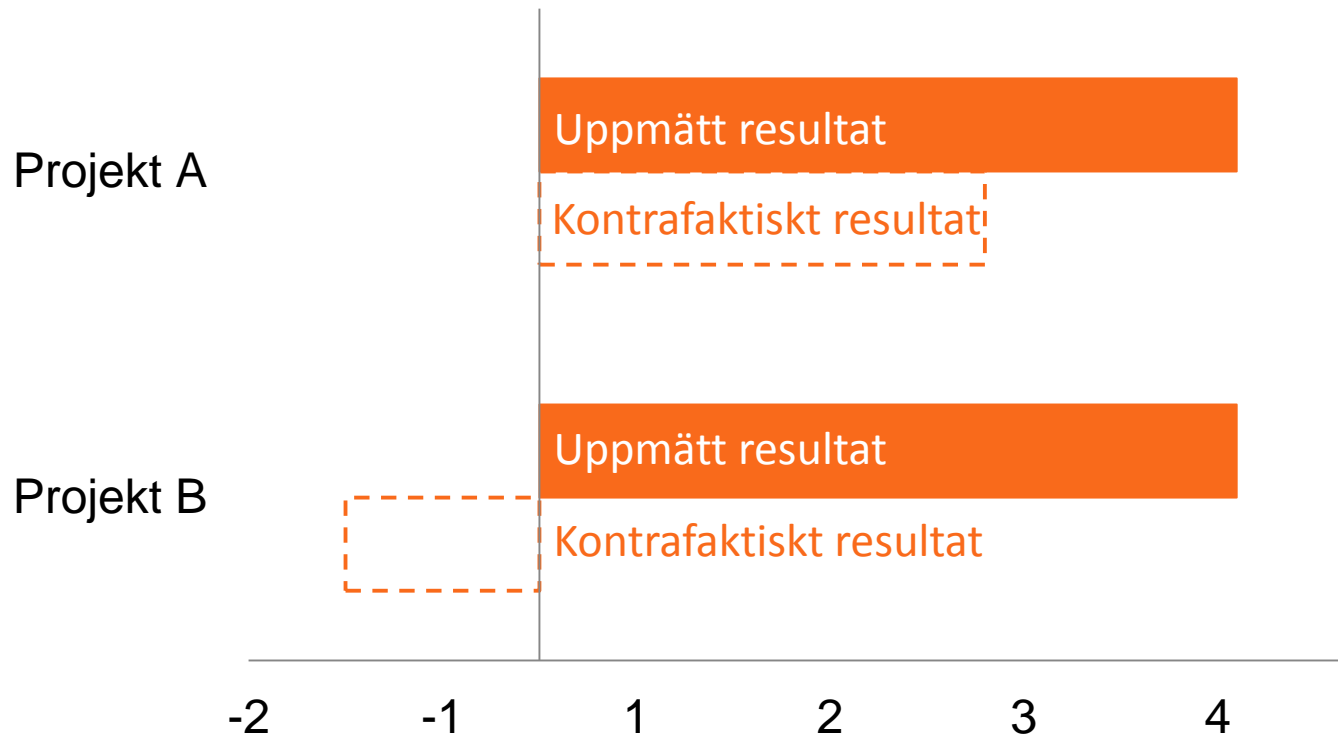 Projekt A
Uppmätt resultat
Kontrafaktiskt resultat
Projekt B
Uppmätt resultat
Kontrafaktiskt resultat
-2 -1 1 2 3 4